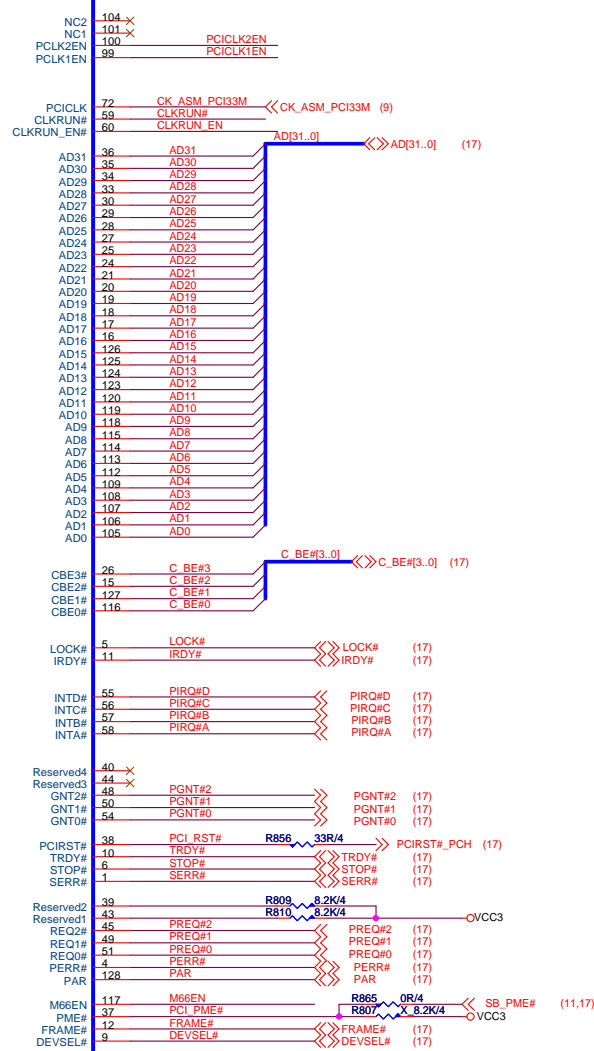 NC2 104
NC1 101
PCLK2EN 100 PCICLK2EN
PCLK1EN 99 PCICLK1EN
PCICLK 72 CK_ASM_PCI33M CK_ASM_PCI33M (9)
CLKRUN# 59 CLKRUN#
CLKRUN_EN# 60 CLKRUN_EN
AD[31..0] AD[31..0] (17)
AD31 36 AD31
AD30 35 AD30
AD29 34 AD29
AD28 33 AD28
AD27 30 AD27
AD26 29 AD26
AD25 28 AD25
AD24 27 AD24
AD23 25 AD23
AD22 24 AD22
AD21 21 AD21
AD20 20 AD20
AD19 19 AD19
AD18 18 AD18
AD17 17 AD17
AD16 16 AD16
AD15 126 AD15
AD14 125 AD14
AD13 124 AD13
AD12 123 AD12
AD11 120 AD11
AD10 119 AD10
AD9 118 AD9
AD8 115 AD8
AD7 114 AD7
AD6 113 AD6
AD5 112 AD5
AD4 109 AD4
AD3 108 AD3
AD2 107 AD2
AD1 106 AD1
AD0 105 AD0
C_BE#[3..0] C_BE#[3..0] (17)
CBE3# 26 C_BE#3
CBE2# 15 C_BE#2
CBE1# 127 C_BE#1
CBE0# 116 C_BE#0
LOCK# 5 LOCK# LOCK# (17)
IRDY# 11 IRDY# IRDY# (17)
INTD# 55 PIRQ#D PIRQ#D (17)
INTC# 56 PIRQ#C PIRQ#C (17)
INTB# 57 PIRQ#B PIRQ#B (17)
INTA# 58 PIRQ#A PIRQ#A (17)
Reserved4 40
Reserved3 44
GNT2# 48 PGNT#2 PGNT#2 (17)
GNT1# 50 PGNT#1 PGNT#1 (17)
GNT0# 54 PGNT#0 PGNT#0 (17)
PCIRST# 38 PCI_RST# R856 33R/4 PCIRST#_PCH (17)
TRDY# 10 TRDY# TRDY# (17)
STOP# 6 STOP# STOP# (17)
SERR# 1 SERR# SERR# (17)
Reserved2 39 R809 8.2K/4
Reserved1 43 R810 8.2K/4 VCC3
REQ2# 45 PREQ#2 PREQ#2 (17)
REQ1# 49 PREQ#1 PREQ#1 (17)
REQ0# 51 PREQ#0 PREQ#0 (17)
PERR# 4 PERR# PERR# (17)
PAR 128 PAR PAR (17)
M66EN 117 M66EN R865 0R/4 SB_PME# (11,17)
PME# 37 PCI_PME# R807 X_8.2K/4 VCC3
FRAME# 12 FRAME# FRAME# (17)
DEVSEL# 9 DEVSEL# DEVSEL# (17)